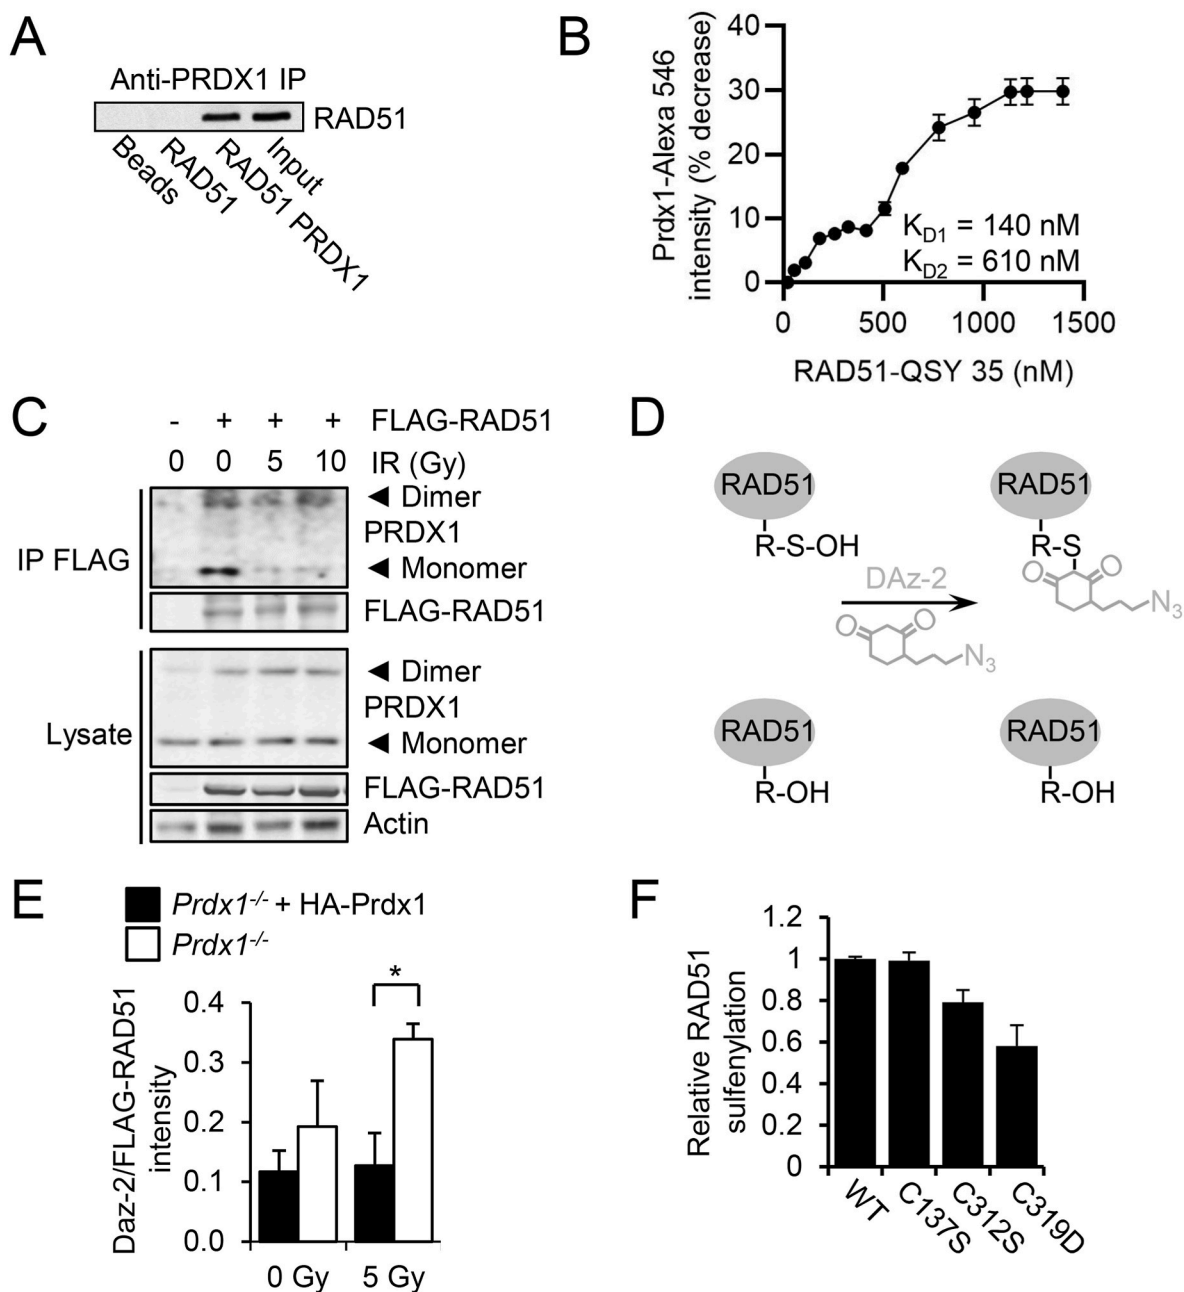 A
Anti-PRDX1 IP
RAD51
Beads
RAD51
RAD51 PRDX1
Input
B
Prdx1-Alexa 546
intensity (% decrease)
40
30
20
10
0
K_D1 = 140 nM
K_D2 = 610 nM
0 500 1000 1500
RAD51-QSY 35 (nM)
C
- + + + FLAG-RAD51
0 0 5 10 IR (Gy)
IP FLAG
◄ Dimer
PRDX1
◄ Monomer
FLAG-RAD51
Lysate
◄ Dimer
PRDX1
◄ Monomer
FLAG-RAD51
Actin
D
RAD51
R-S-OH
DAz-2
O O
N3
RAD51
R-S
O O
N3
RAD51
R-OH
RAD51
R-OH
E
Prdx1-/- + HA-Prdx1
Prdx1-/-
Daz-2/FLAG-RAD51
intensity
0.4
0.3
0.2
0.1
0.0
*
0 Gy 5 Gy
F
Relative RAD51
sulfenylation
1.2
1
0.8
0.6
0.4
0.2
0
WT
C137S
C312S
C319D